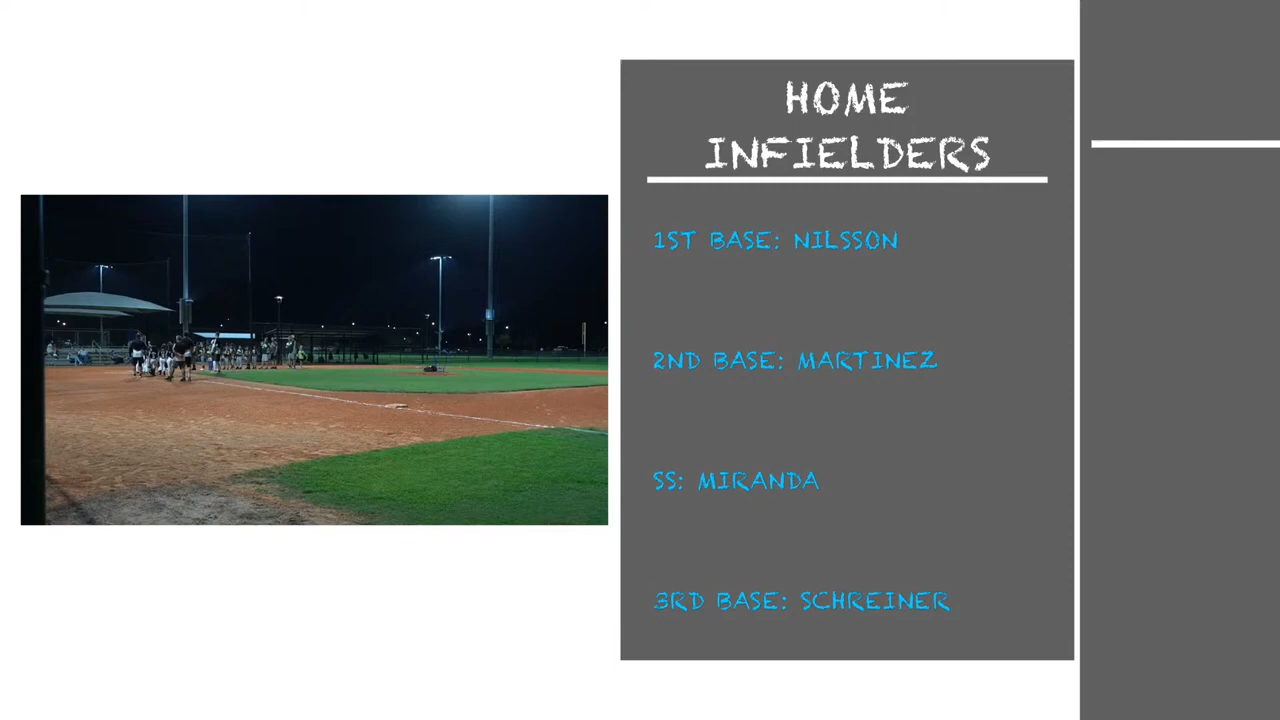 HOME
INFIELDERS
1ST BASE: NILSSON
2ND BASE: MARTINEZ
SS: MIRANDA
3RD BASE: SCHREINER